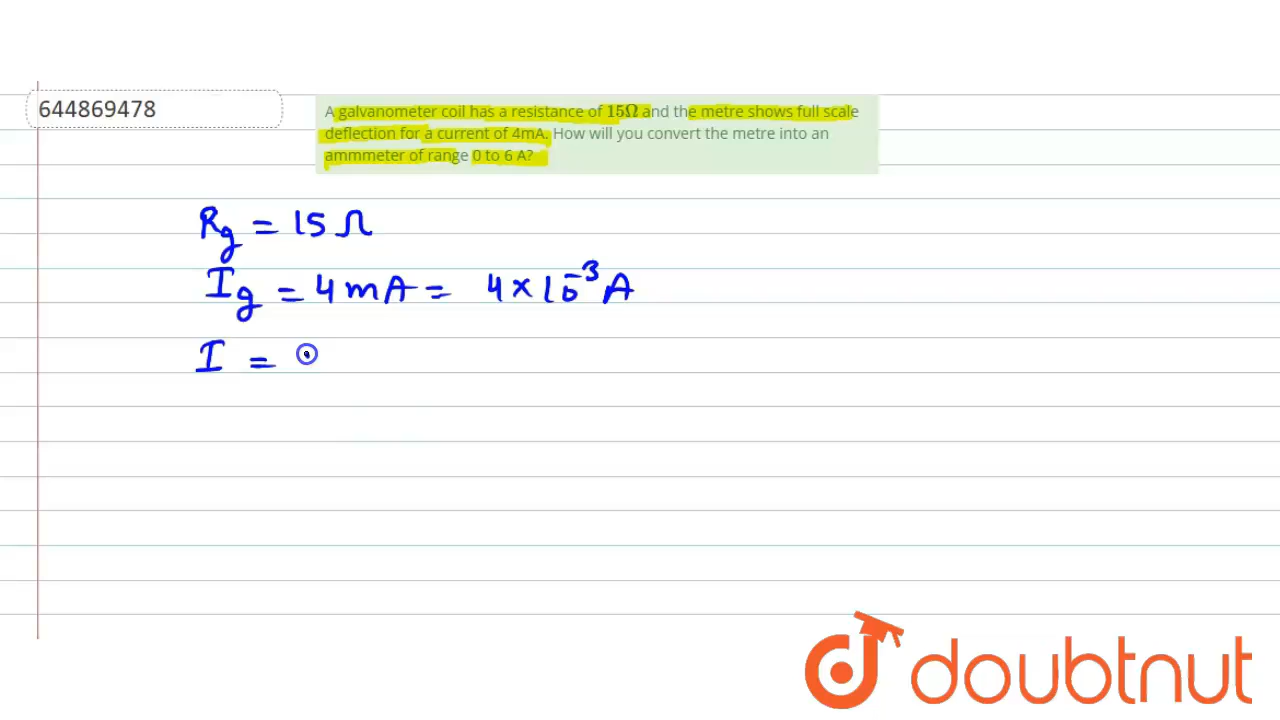 644869478
A galvanometer coil has a resistance of 15Ω and the metre shows full scale
deflection for a current of 4mA. How will you convert the metre into an
ammmeter of range 0 to 6 A?
Rg = 15 Ω
Ig = 4 mA = 4 × 10⁻³ A
I =
doubtnut